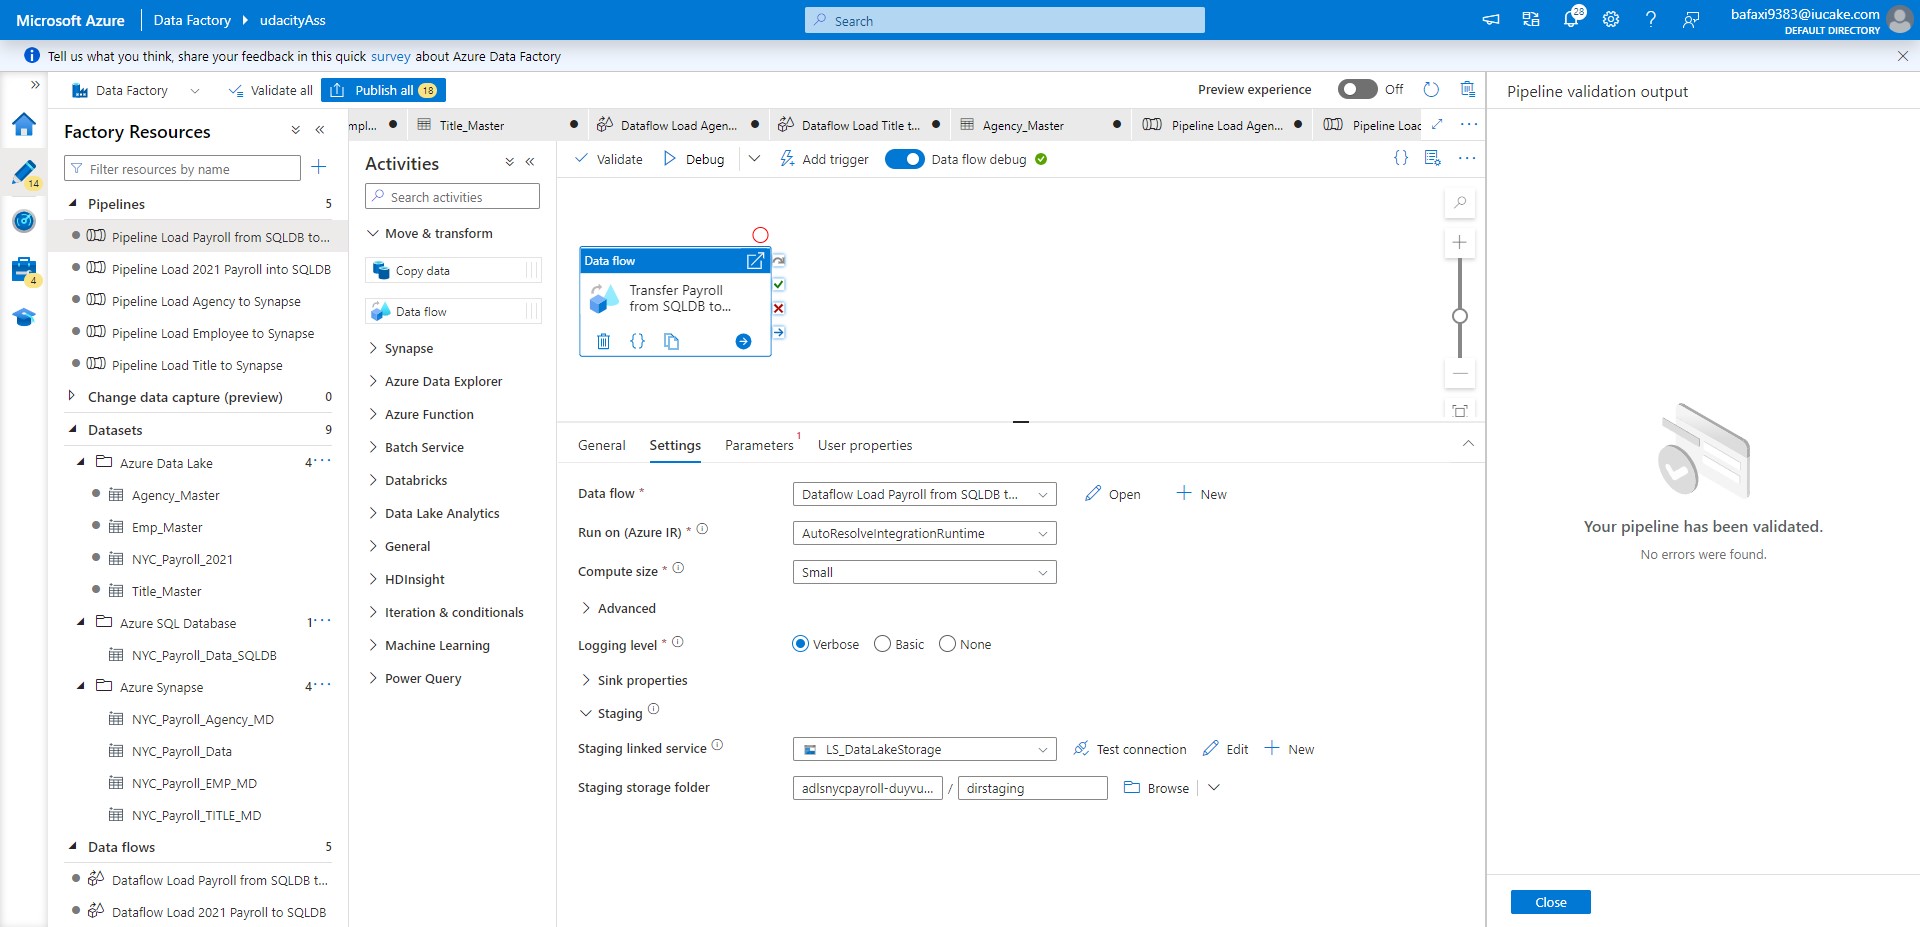 Microsoft Azure
Data Factory
udacityAss
Search
28
bafaxi9383@iucake.com
DEFAULT DIRECTORY
Tell us what you think, share your feedback in this quick survey about Azure Data Factory
Data Factory
Validate all
Publish all 18
Preview experience
Off
Pipeline validation output
14
4
Factory Resources
Filter resources by name
Pipelines 5
Pipeline Load Payroll from SQLDB to...
Pipeline Load 2021 Payroll into SQLDB
Pipeline Load Agency to Synapse
Pipeline Load Employee to Synapse
Pipeline Load Title to Synapse
Change data capture (preview) 0
Datasets 9
Azure Data Lake 4
Agency_Master
Emp_Master
NYC_Payroll_2021
Title_Master
Azure SQL Database 1
NYC_Payroll_Data_SQLDB
Azure Synapse 4
NYC_Payroll_Agency_MD
NYC_Payroll_Data
NYC_Payroll_EMP_MD
NYC_Payroll_TITLE_MD
Data flows 5
Dataflow Load Payroll from SQLDB t...
Dataflow Load 2021 Payroll to SQLDB
mpl...
Title_Master
Dataflow Load Agen...
Dataflow Load Title t...
Agency_Master
Pipeline Load Agen...
Pipeline Load
Activities
Search activities
Move & transform
Copy data
Data flow
Synapse
Azure Data Explorer
Azure Function
Batch Service
Databricks
Data Lake Analytics
General
HDInsight
Iteration & conditionals
Machine Learning
Power Query
Validate
Debug
Add trigger
Data flow debug
Data flow
Transfer Payroll
from SQLDB to...
General
Settings
Parameters 1
User properties
Data flow *
Dataflow Load Payroll from SQLDB t...
Open
New
Run on (Azure IR) *
AutoResolveIntegrationRuntime
Compute size *
Small
Advanced
Logging level *
Verbose
Basic
None
Sink properties
Staging
Staging linked service
LS_DataLakeStorage
Test connection
Edit
New
Staging storage folder
adlsnycpayroll-duyvu...
/
dirstaging
Browse
Your pipeline has been validated.
No errors were found.
Close